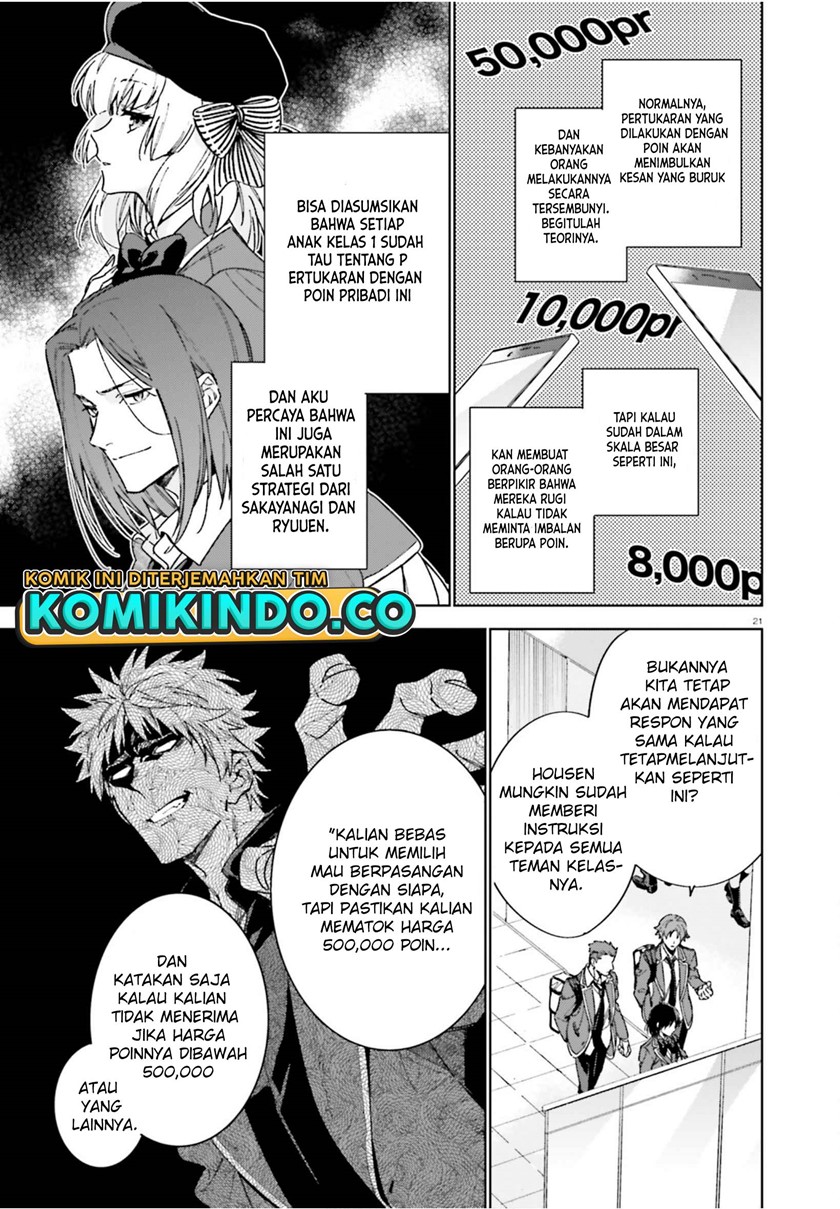 50,000pr
NORMALNYA,
PERTUKARAN YANG
DILAKUKAN DENGAN
POIN AKAN
MENIMBULKAN
KESAN YANG BURUK
DAN
KEBANYAKAN
ORANG
MELAKUKANNYA
SECARA
TERSEMBUNYI.
BEGITULAH
TEORINYA.
10,000pr
TAPI KALAU
SUDAH DALAM
SKALA BESAR
SEPERTI INI,
KAN MEMBUAT
ORANG-ORANG
BERPIKIR BAHWA
MEREKA RUGI
KALAU TIDAK
MEMINTA IMBALAN
BERUPA POIN.
8,000p
BISA DIASUMSIKAN
BAHWA SETIAP
ANAK KELAS 1 SUDAH
TAU TENTANG P
ERTUKARAN DENGAN
POIN PRIBADI INI
DAN AKU
PERCAYA BAHWA
INI JUGA
MERUPAKAN
SALAH SATU
STRATEGI DARI
SAKAYANAGI DAN
RYUUEN.
KOMIK INI DITERJEMAHKAN TIM
KOMIKINDO.CO
21
BUKANNYA
KITA TETAP
AKAN MENDAPAT
RESPON YANG
SAMA KALAU
TETAPMELANJUT-
KAN SEPERTI
INI?
HOUSEN
MUNGKIN SUDAH
MEMBERI
INSTRUKSI
KEPADA SEMUA
TEMAN KELAS-
NYA.
"KALIAN BEBAS
UNTUK MEMILIH
MAU BERPASANGAN
DENGAN SIAPA,
TAPI PASTIKAN KALIAN
MEMATOK HARGA
500,000 POIN...
DAN
KATAKAN SAJA
KALAU KALIAN
TIDAK MENERIMA
JIKA HARGA
POINNYA DIBAWAH
500,000
ATAU
YANG
LAINNYA.